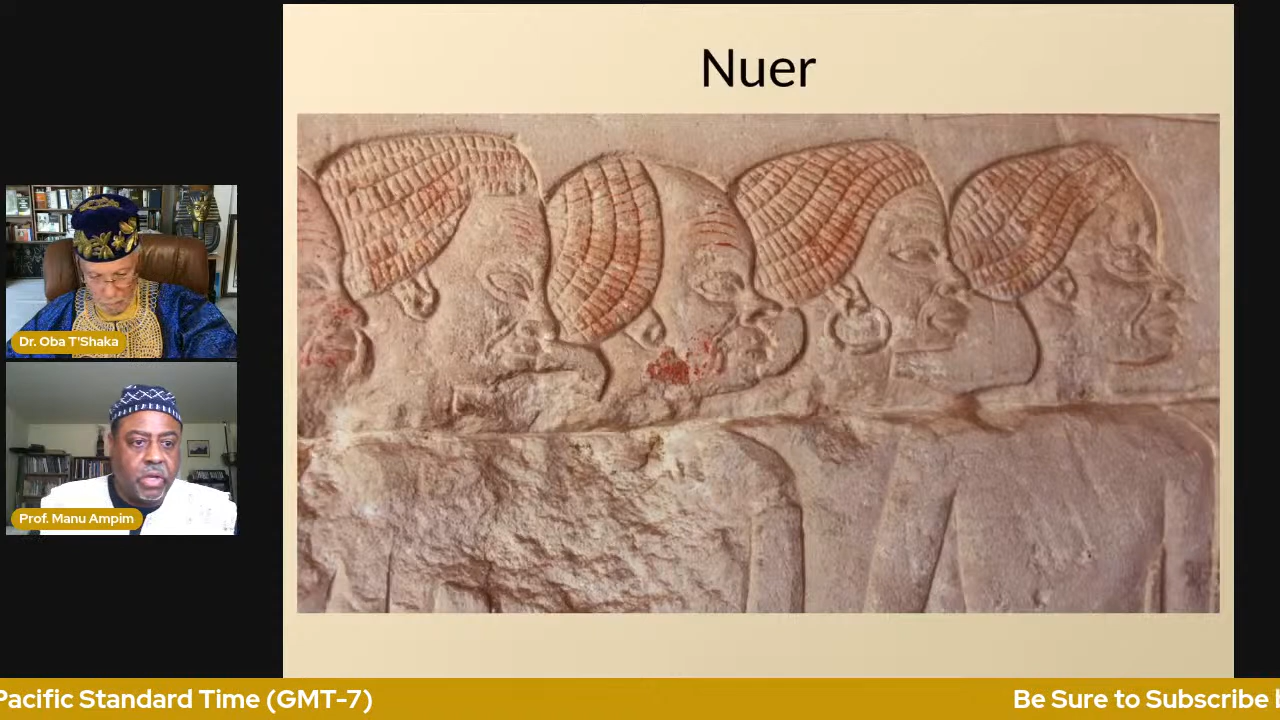 Nuer
Dr. Oba T'Shaka
Prof. Manu Ampim
Pacific Standard Time (GMT-7)
Be Sure to Subscribe